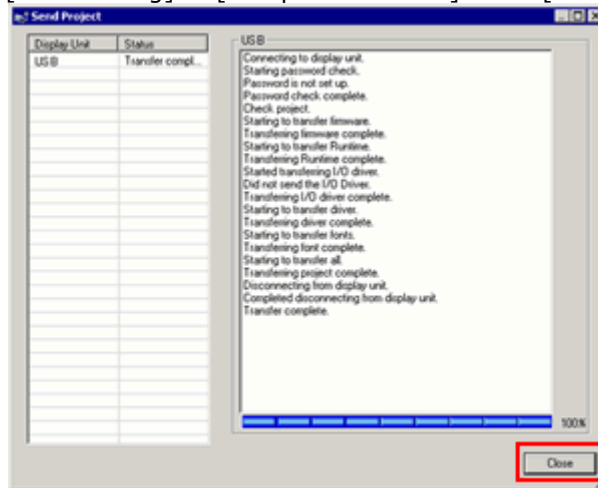 Send Project
Display Unit Status
USB Transfer compl...
USB
Connecting to display unit.
Starting password check.
Password is not set up.
Password check complete.
Check project.
Starting to transfer firmware.
Transferring firmware complete.
Starting to transfer Runtime.
Transferring Runtime complete.
Started transferring I/O driver.
Did not send the I/O Driver.
Transferring I/O driver complete.
Starting to transfer driver.
Transferring driver complete.
Starting to transfer fonts.
Transferring font complete.
Starting to transfer all.
Transferring project complete.
Disconnecting from display unit.
Completed disconnecting from display unit.
Transfer complete.
100%
Close